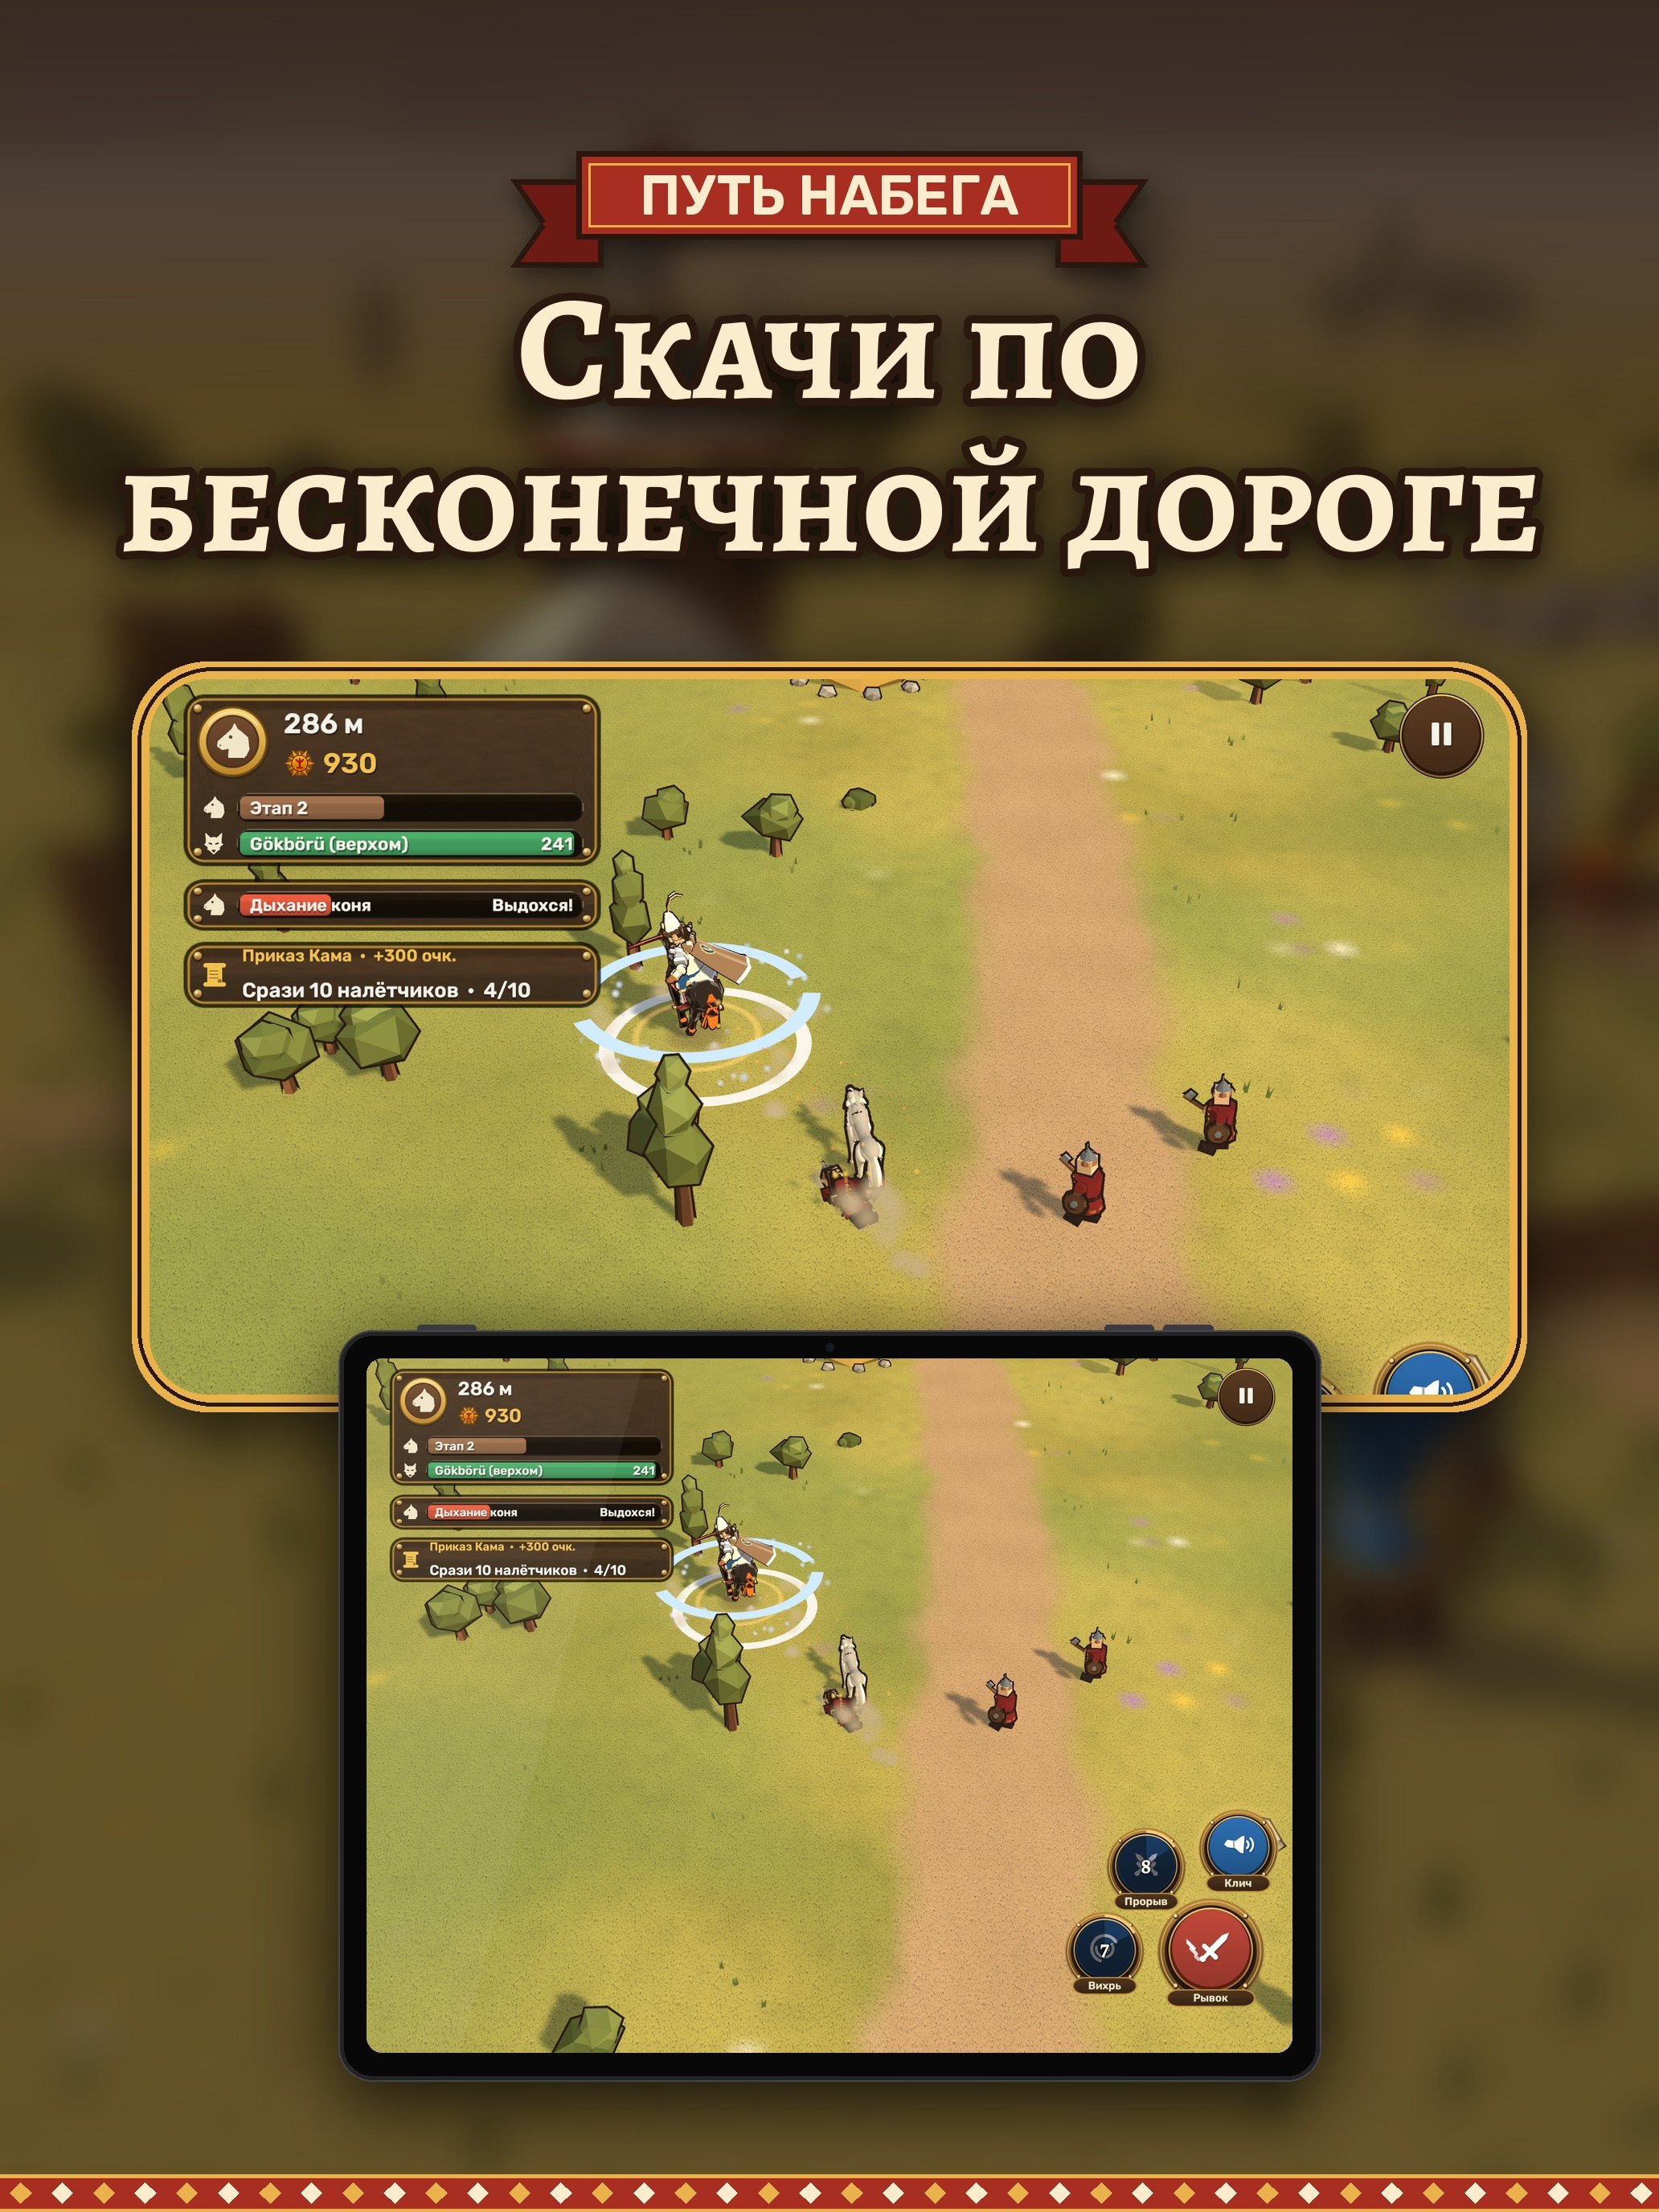 ПУТЬ НАБЕГА
Скачи по
бесконечной дороге
286 м
930
Этап 2
Gökbörü (верхом) 241
Дыхание коня Выдохся!
Приказ Кама • +300 очк.
Срази 10 налётчиков • 4/10
286 м
930
Этап 2
Gökbörü (верхом) 241
Дыхание коня Выдохся!
Приказ Кама • +300 очк.
Срази 10 налётчиков • 4/10
Клич
8
Прорыв
7
Вихрь
Рывок